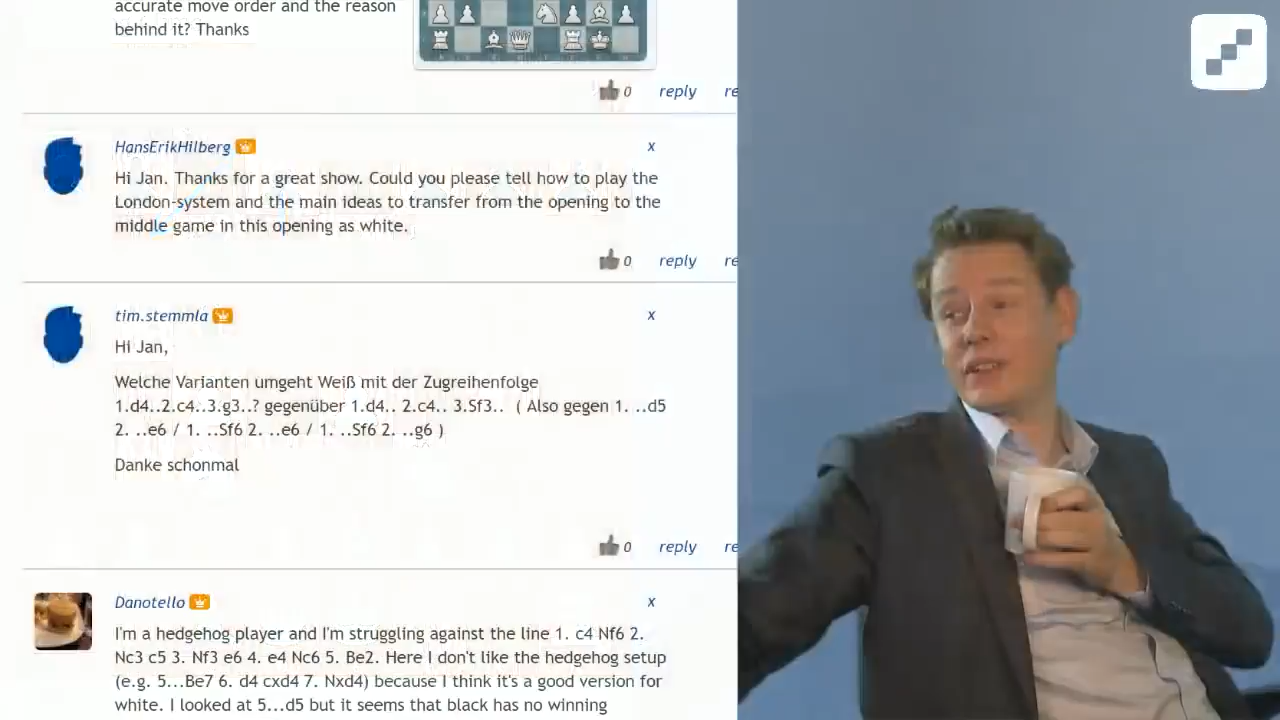 accurate move order and the reason
behind it? Thanks
0 reply re
HansErikHilberg x
Hi Jan. Thanks for a great show. Could you please tell how to play the
London-system and the main ideas to transfer from the opening to the
middle game in this opening as white.
0 reply re
tim.stemmla x
Hi Jan,
Welche Varianten umgeht Weiß mit der Zugreihenfolge
1.d4..2.c4..3.g3..? gegenüber 1.d4.. 2.c4.. 3.Sf3.. ( Also gegen 1. ..d5
2. ..e6 / 1. ..Sf6 2. ..e6 / 1. ..Sf6 2. ..g6 )
Danke schonmal
0 reply re
Danotello x
I'm a hedgehog player and I'm struggling against the line 1. c4 Nf6 2.
Nc3 c5 3. Nf3 e6 4. e4 Nc6 5. Be2. Here I don't like the hedgehog setup
(e.g. 5...Be7 6. d4 cxd4 7. Nxd4) because I think it's a good version for
white. I looked at 5...d5 but it seems that black has no winning